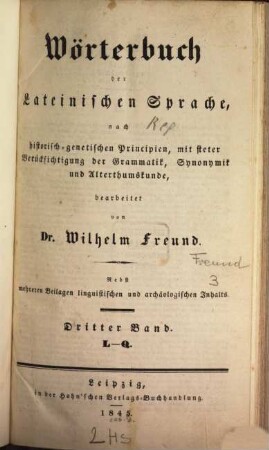 Wörterbuch
der
Lateinischen Sprache,
nach
historisch-genetischen Principien, mit steter
Berücksichtigung der Grammatik, Synonymik
und Alterthumskunde,
bearbeitet
von
Dr. Wilhelm Freund.
Freund
3
Nebst
mehreren Beilagen linguistischen und archäologischen Inhalts.
Dritter Band.
L—Q.
Leipzig,
in der Hahn'schen Verlags-Buchhandlung.
1845.